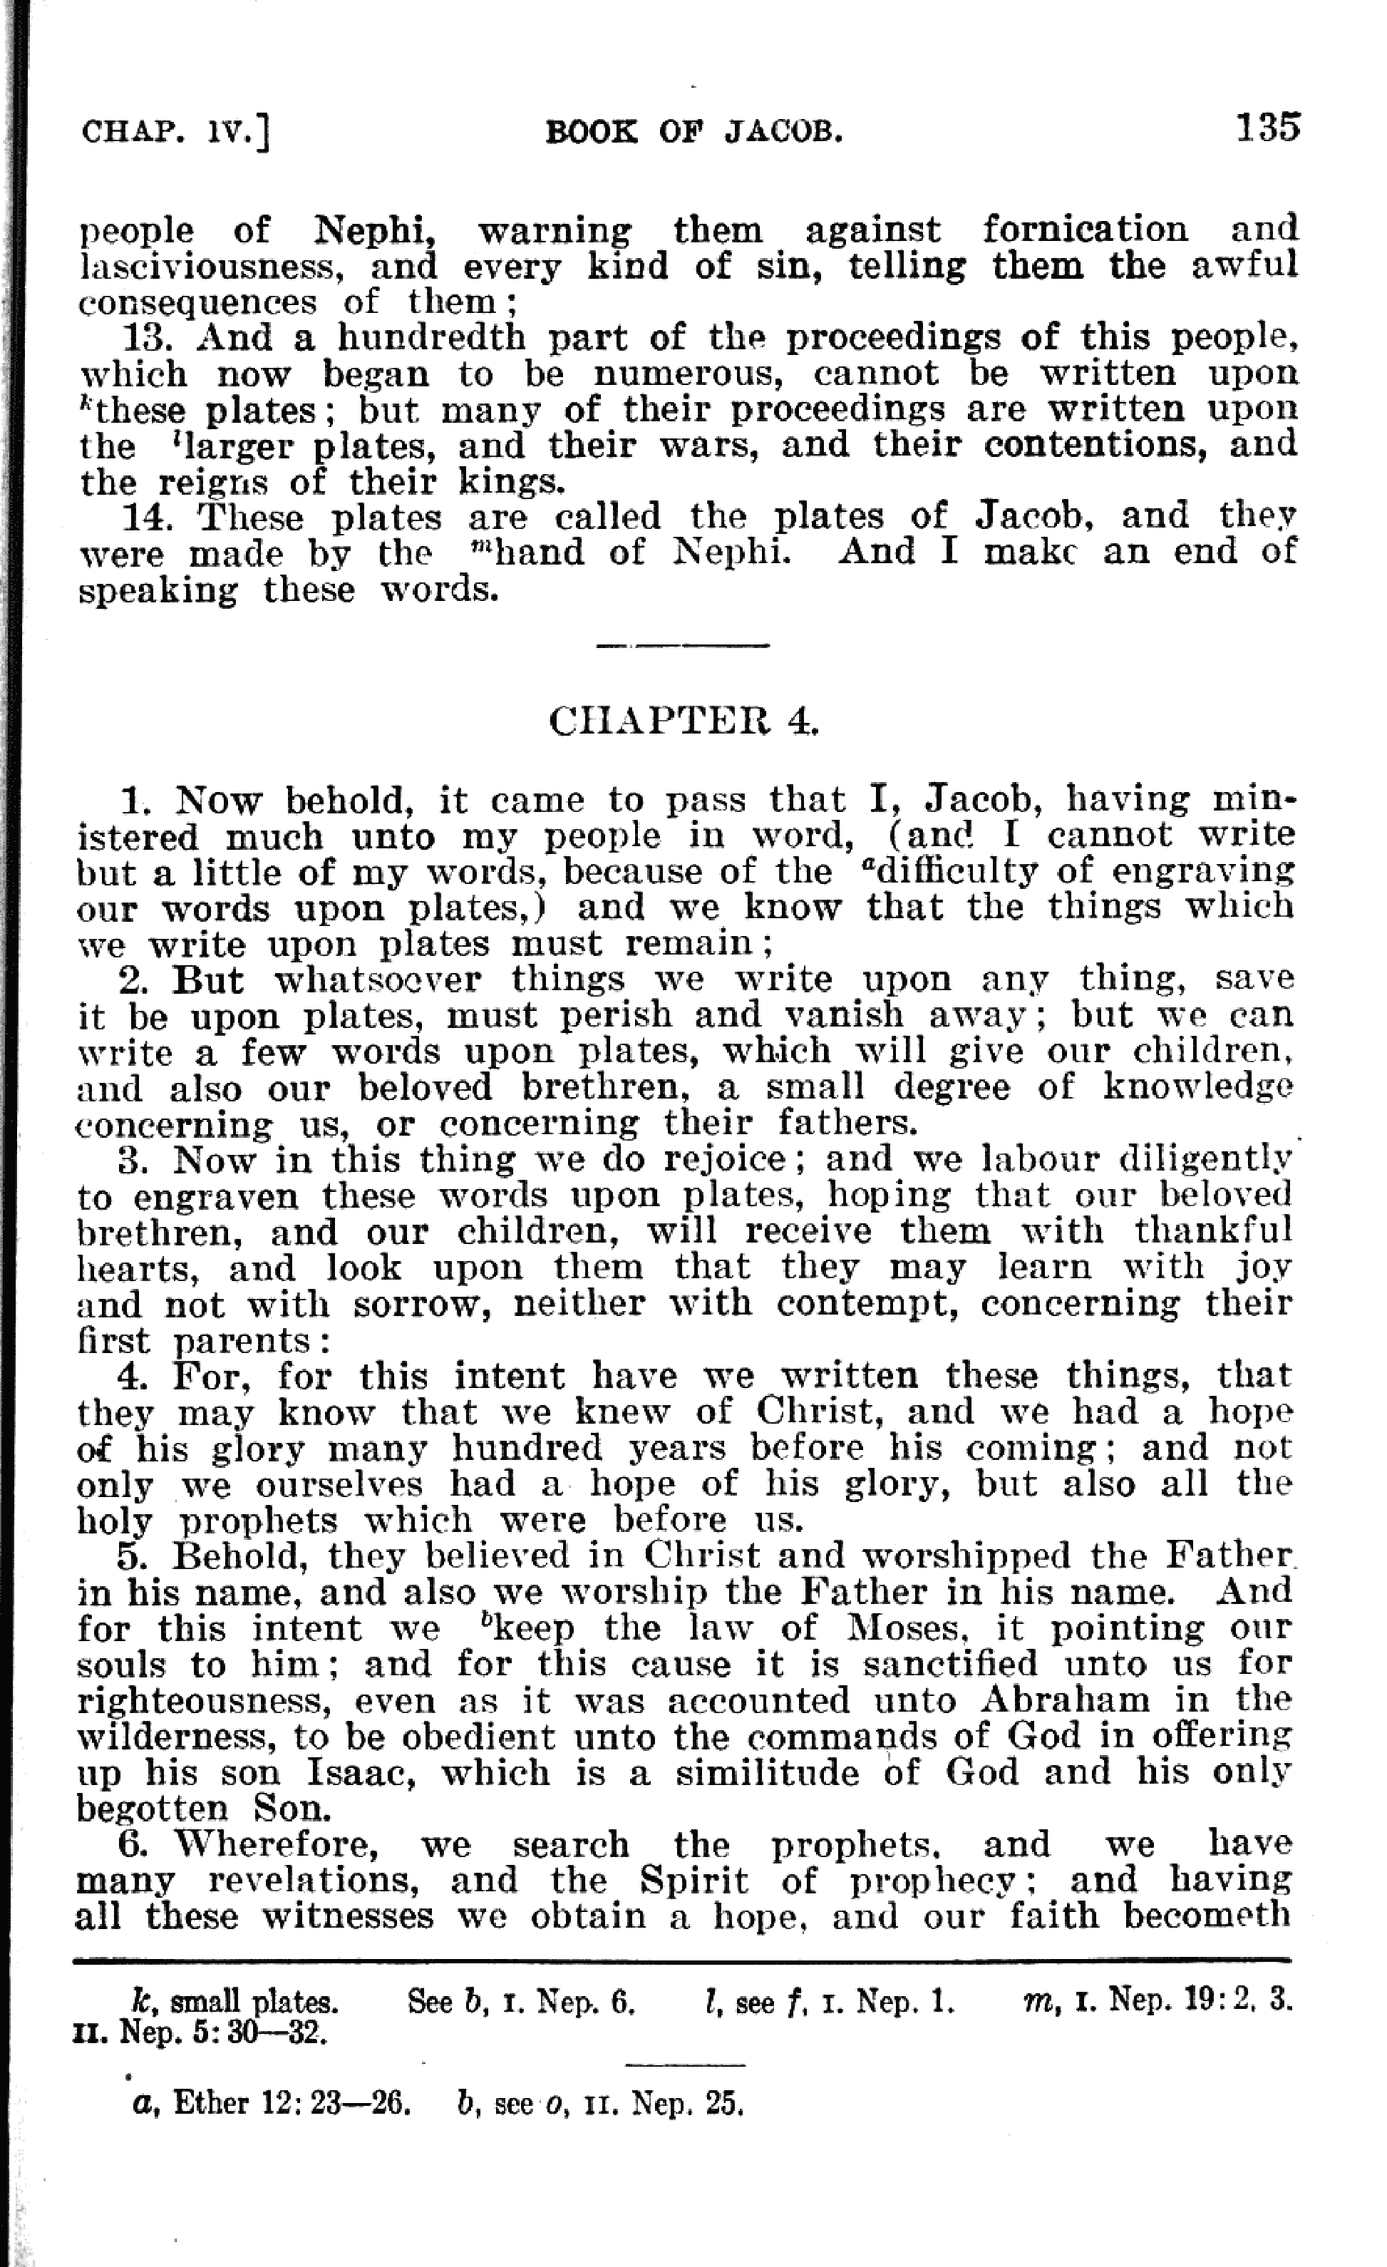 CHAP. IV.] BOOK OF JACOB. 135
people of Nephi, warning them against fornication and
lasciviousness, and every kind of sin, telling them the awful
consequences of them;
13. And a hundredth part of the proceedings of this people,
which now began to be numerous, cannot be written upon
kthese plates; but many of their proceedings are written upon
the llarger plates, and their wars, and their contentions, and
the reigns of their kings.
14. These plates are called the plates of Jacob, and they
were made by the mhand of Nephi. And I make an end of
speaking these words.
CHAPTER 4.
1. Now behold, it came to pass that I, Jacob, having min-
istered much unto my people in word, (and I cannot write
but a little of my words, because of the adifficulty of engraving
our words upon plates,) and we know that the things which
we write upon plates must remain;
2. But whatsoever things we write upon any thing, save
it be upon plates, must perish and vanish away; but we can
write a few words upon plates, which will give our children,
and also our beloved brethren, a small degree of knowledge
concerning us, or concerning their fathers.
3. Now in this thing we do rejoice; and we labour diligently
to engraven these words upon plates, hoping that our beloved
brethren, and our children, will receive them with thankful
hearts, and look upon them that they may learn with joy
and not with sorrow, neither with contempt, concerning their
first parents:
4. For, for this intent have we written these things, that
they may know that we knew of Christ, and we had a hope
of his glory many hundred years before his coming; and not
only we ourselves had a hope of his glory, but also all the
holy prophets which were before us.
5. Behold, they believed in Christ and worshipped the Father
in his name, and also we worship the Father in his name. And
for this intent we bkeep the law of Moses, it pointing our
souls to him; and for this cause it is sanctified unto us for
righteousness, even as it was accounted unto Abraham in the
wilderness, to be obedient unto the commands of God in offering
up his son Isaac, which is a similitude of God and his only
begotten Son.
6. Wherefore, we search the prophets, and we have
many revelations, and the Spirit of prophecy; and having
all these witnesses we obtain a hope, and our faith becometh
k, small plates. See b, I. Nep. 6. l, see f, I. Nep. 1. m, I. Nep. 19: 2, 3.
II. Nep. 5: 30—32.
a, Ether 12: 23—26. b, see o, II. Nep. 25.